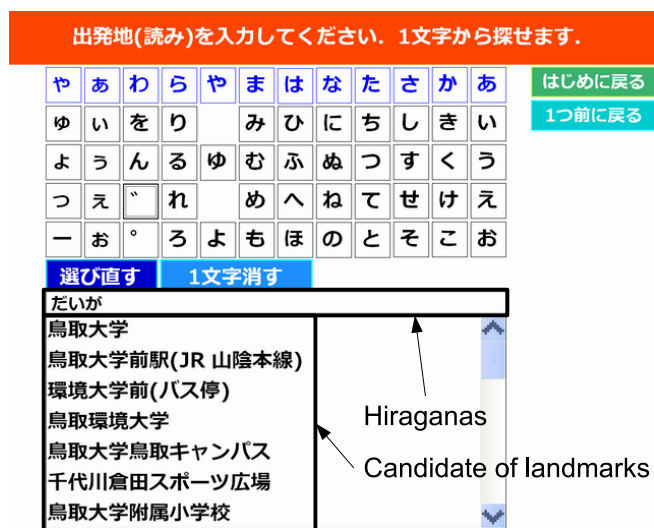 出発地(読み)を入力してください. 1文字から探せます.
や ぁ わ ら や ま は な た さ か あ
はじめに戻る
ゅ ぃ を り み ひ に ち し き い
1つ前に戻る
ょ ぅ ん る ゆ む ふ ぬ つ す く う
っ ぇ ゛ れ め へ ね て せ け え
ー ぉ ゜ ろ よ も ほ の と そ こ お
選び直す 1文字消す
だいが
鳥取大学
鳥取大学前駅(JR 山陰本線)
環境大学前(バス停)
鳥取環境大学
鳥取大学鳥取キャンパス
千代川倉田スポーツ広場
鳥取大学附属小学校
Hiraganas
Candidate of landmarks